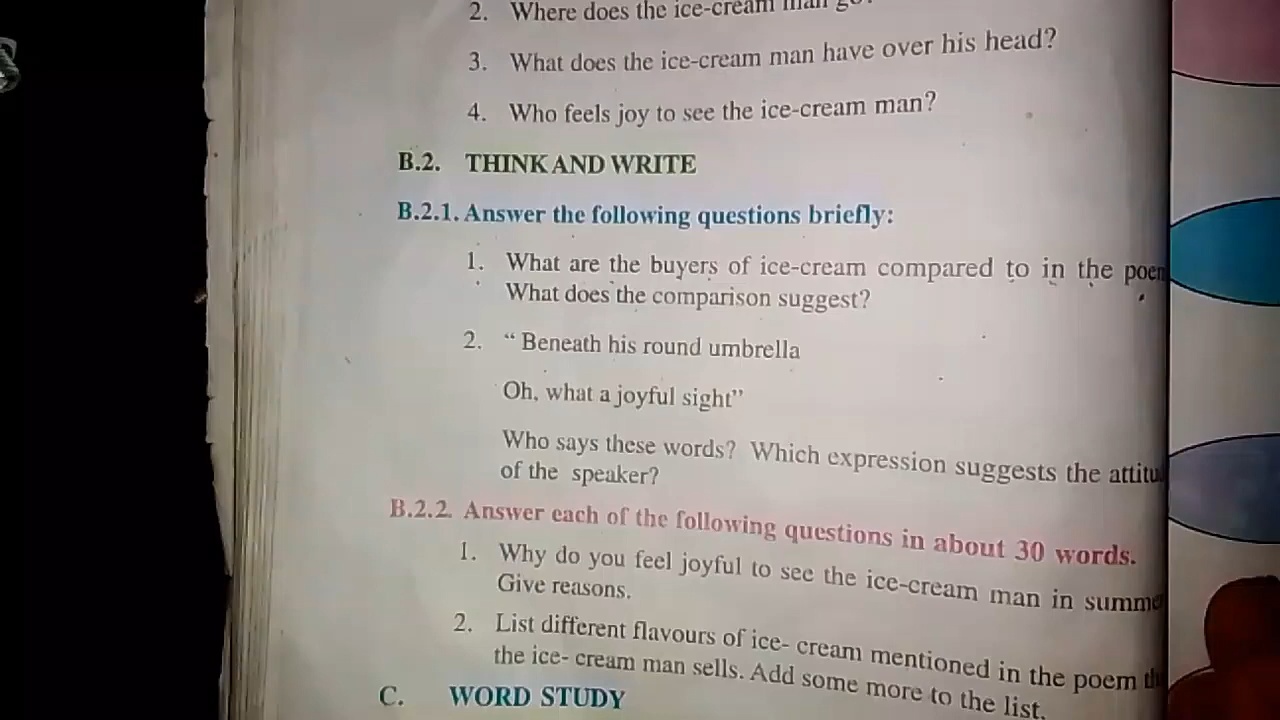 2. Where does the ice-cream man go?
3. What does the ice-cream man have over his head?
4. Who feels joy to see the ice-cream man?
B.2. THINK AND WRITE
B.2.1. Answer the following questions briefly:
1. What are the buyers of ice-cream compared to in the poem
What does the comparison suggest?
2. “ Beneath his round umbrella
Oh, what a joyful sight”
Who says these words? Which expression suggests the attitu
of the speaker?
B.2.2. Answer each of the following questions in about 30 words.
1. Why do you feel joyful to see the ice-cream man in summe
Give reasons.
2. List different flavours of ice- cream mentioned in the poem th
the ice- cream man sells. Add some more to the list.
C. WORD STUDY